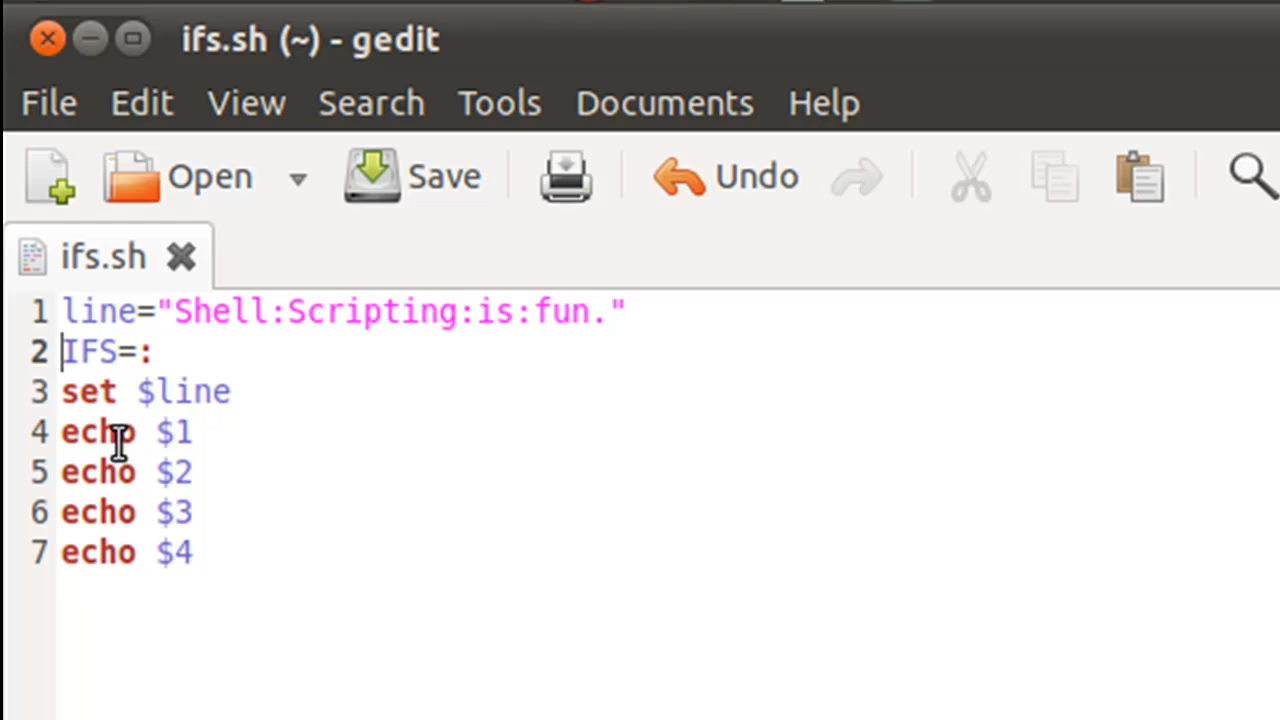 ifs.sh (~) - gedit
File Edit View Search Tools Documents Help
Open Save Undo
ifs.sh
1 line="Shell:Scripting:is:fun."
2 IFS=:
3 set $line
4 echo $1
5 echo $2
6 echo $3
7 echo $4